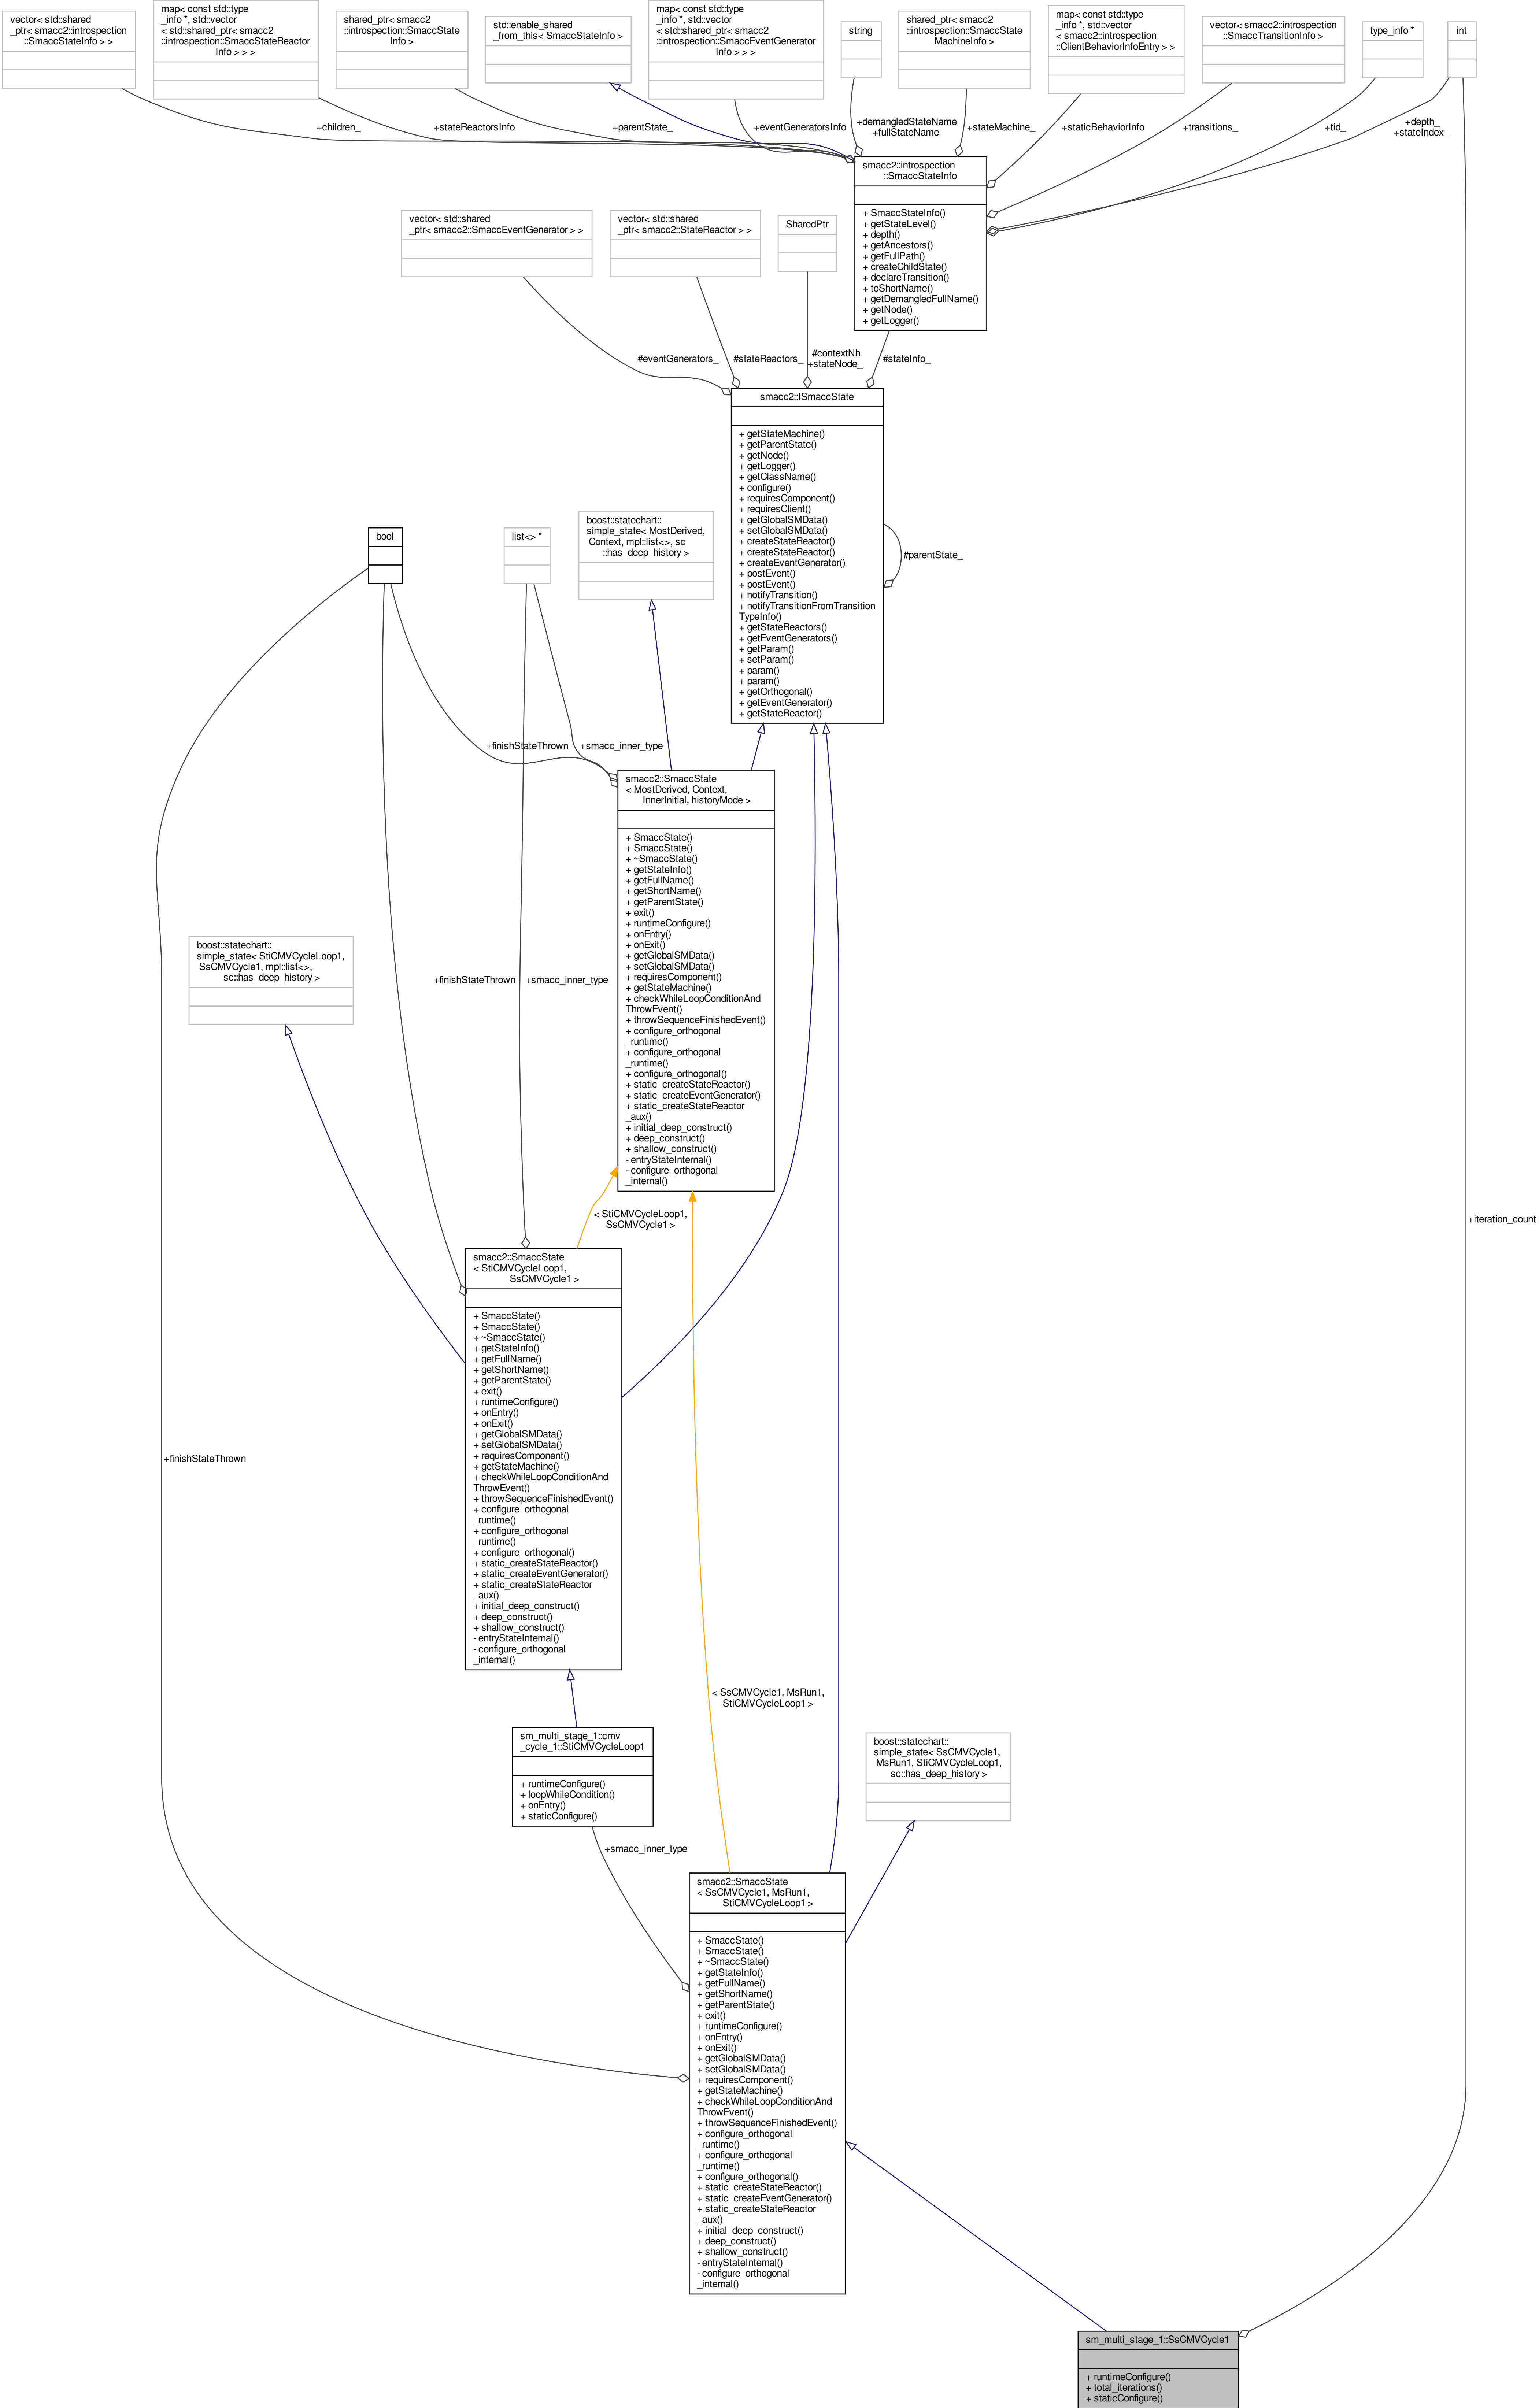 vector< std::shared
_ptr< smacc2::introspection
::SmaccStateInfo > >
map< const std::type
_info *, std::vector
< std::shared_ptr< smacc2
::introspection::SmaccStateReactor
Info > > >
shared_ptr< smacc2
::introspection::SmaccState
Info >
std::enable_shared
_from_this< SmaccStateInfo >
map< const std::type
_info *, std::vector
< std::shared_ptr< smacc2
::introspection::SmaccEventGenerator
Info > > >
string
shared_ptr< smacc2
::introspection::SmaccState
MachineInfo >
map< const std::type
_info *, std::vector
< smacc2::introspection
::ClientBehaviorInfoEntry > >
vector< smacc2::introspection
::SmaccTransitionInfo >
type_info *
int
+children_
+stateReactorsInfo
+parentState_
+eventGeneratorsInfo
+demangledStateName
+fullStateName
+stateMachine_
+staticBehaviorInfo
+transitions_
+tid_
+depth_
+stateIndex_
smacc2::introspection
::SmaccStateInfo
+ SmaccStateInfo()
+ getStateLevel()
+ depth()
+ getAncestors()
+ getFullPath()
+ createChildState()
+ declareTransition()
+ toShortName()
+ getDemangledFullName()
+ getNode()
+ getLogger()
vector< std::shared
_ptr< smacc2::SmaccEventGenerator > >
vector< std::shared
_ptr< smacc2::StateReactor > >
SharedPtr
#eventGenerators_
#stateReactors_
#contextNh
+stateNode_
#stateInfo_
smacc2::ISmaccState
+ getStateMachine()
+ getParentState()
+ getNode()
+ getLogger()
+ getClassName()
+ configure()
+ requiresComponent()
+ requiresClient()
+ getGlobalSMData()
+ setGlobalSMData()
+ createStateReactor()
+ createStateReactor()
+ createEventGenerator()
+ postEvent()
+ postEvent()
+ notifyTransition()
+ notifyTransitionFromTransition
TypeInfo()
+ getStateReactors()
+ getEventGenerators()
+ getParam()
+ setParam()
+ param()
+ param()
+ getOrthogonal()
+ getEventGenerator()
+ getStateReactor()
#parentState_
bool
list<> *
boost::statechart::
simple_state< MostDerived,
Context, mpl::list<>, sc
::has_deep_history >
+finishStateThrown
+smacc_inner_type
smacc2::SmaccState
< MostDerived, Context,
InnerInitial, historyMode >
+ SmaccState()
+ SmaccState()
+ ~SmaccState()
+ getStateInfo()
+ getFullName()
+ getShortName()
+ getParentState()
+ exit()
+ runtimeConfigure()
+ onEntry()
+ onExit()
+ getGlobalSMData()
+ setGlobalSMData()
+ requiresComponent()
+ getStateMachine()
+ checkWhileLoopConditionAnd
ThrowEvent()
+ throwSequenceFinishedEvent()
+ configure_orthogonal
_runtime()
+ configure_orthogonal
_runtime()
+ configure_orthogonal()
+ static_createStateReactor()
+ static_createEventGenerator()
+ static_createStateReactor
_aux()
+ initial_deep_construct()
+ deep_construct()
+ shallow_construct()
- entryStateInternal()
- configure_orthogonal
_internal()
boost::statechart::
simple_state< StiCMVCycleLoop1,
SsCMVCycle1, mpl::list<>,
sc::has_deep_history >
+finishStateThrown
+smacc_inner_type
< StiCMVCycleLoop1,
SsCMVCycle1 >
+iteration_count
smacc2::SmaccState
< StiCMVCycleLoop1,
SsCMVCycle1 >
+ SmaccState()
+ SmaccState()
+ ~SmaccState()
+ getStateInfo()
+ getFullName()
+ getShortName()
+ getParentState()
+ exit()
+ runtimeConfigure()
+ onEntry()
+ onExit()
+ getGlobalSMData()
+ setGlobalSMData()
+ requiresComponent()
+ getStateMachine()
+ checkWhileLoopConditionAnd
ThrowEvent()
+ throwSequenceFinishedEvent()
+ configure_orthogonal
_runtime()
+ configure_orthogonal
_runtime()
+ configure_orthogonal()
+ static_createStateReactor()
+ static_createEventGenerator()
+ static_createStateReactor
_aux()
+ initial_deep_construct()
+ deep_construct()
+ shallow_construct()
- entryStateInternal()
- configure_orthogonal
_internal()
+finishStateThrown
< SsCMVCycle1, MsRun1,
StiCMVCycleLoop1 >
sm_multi_stage_1::cmv
_cycle_1::StiCMVCycleLoop1
+ runtimeConfigure()
+ loopWhileCondition()
+ onEntry()
+ staticConfigure()
boost::statechart::
simple_state< SsCMVCycle1,
MsRun1, StiCMVCycleLoop1,
sc::has_deep_history >
+smacc_inner_type
smacc2::SmaccState
< SsCMVCycle1, MsRun1,
StiCMVCycleLoop1 >
+ SmaccState()
+ SmaccState()
+ ~SmaccState()
+ getStateInfo()
+ getFullName()
+ getShortName()
+ getParentState()
+ exit()
+ runtimeConfigure()
+ onEntry()
+ onExit()
+ getGlobalSMData()
+ setGlobalSMData()
+ requiresComponent()
+ getStateMachine()
+ checkWhileLoopConditionAnd
ThrowEvent()
+ throwSequenceFinishedEvent()
+ configure_orthogonal
_runtime()
+ configure_orthogonal
_runtime()
+ configure_orthogonal()
+ static_createStateReactor()
+ static_createEventGenerator()
+ static_createStateReactor
_aux()
+ initial_deep_construct()
+ deep_construct()
+ shallow_construct()
- entryStateInternal()
- configure_orthogonal
_internal()
sm_multi_stage_1::SsCMVCycle1
+ runtimeConfigure()
+ total_iterations()
+ staticConfigure()